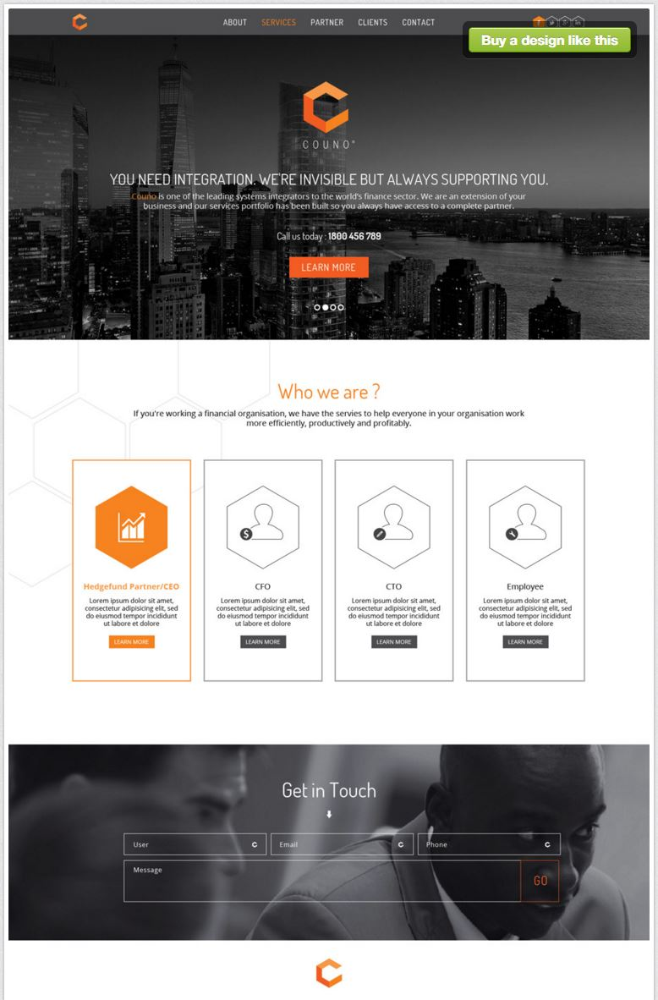 ABOUT SERVICES PARTNER CLIENTS CONTACT
Buy a design like this
COUNO®
YOU NEED INTEGRATION. WE'RE INVISIBLE BUT ALWAYS SUPPORTING YOU.
Couno is one of the leading systems integrators to the world's finance sector. We are an extension of your
business and our services portfolio has been built so you always have access to a complete partner.
Call us today : 1800 456 789
LEARN MORE
Who we are ?
If you're working a financial organisation, we have the servies to help everyone in your organisation work
more efficiently, productively and profitably.
Hedgefund Partner/CEO
Lorem ipsum dolor sit amet,
consectetur adipisicing elit, sed
do eiusmod tempor incididunt
ut labore et dolore
LEARN MORE
$
CFO
Lorem ipsum dolor sit amet,
consectetur adipisicing elit, sed
do eiusmod tempor incididunt
ut labore et dolore
LEARN MORE
CTO
Lorem ipsum dolor sit amet,
consectetur adipisicing elit, sed
do eiusmod tempor incididunt
ut labore et dolore
LEARN MORE
Employee
Lorem ipsum dolor sit amet,
consectetur adipisicing elit, sed
do eiusmod tempor incididunt
ut labore et dolore
LEARN MORE
Get in Touch
User
Email
Phone
Message
GO